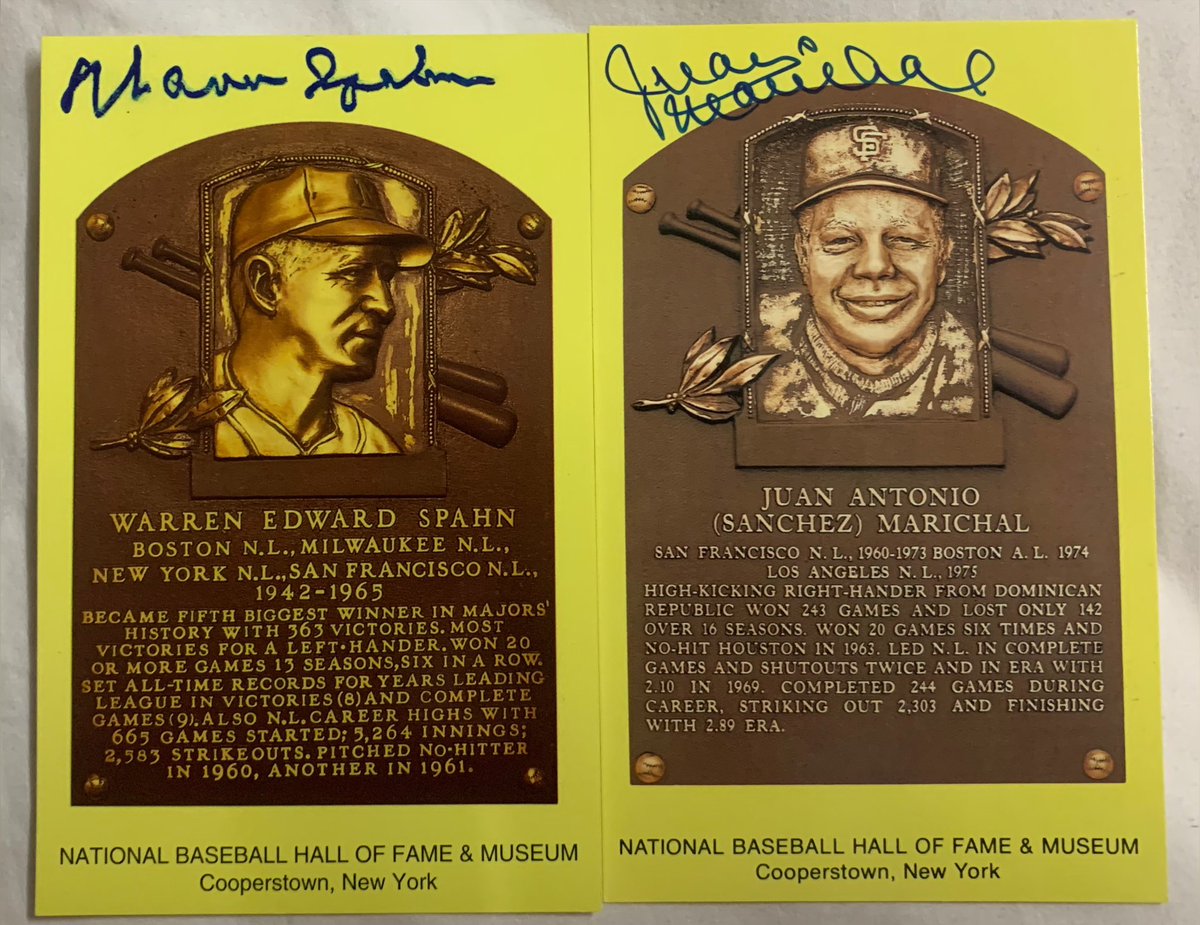 Warren Spahn
WARREN EDWARD SPAHN
BOSTON N.L., MILWAUKEE N.L.,
NEW YORK N.L., SAN FRANCISCO N.L.,
1942-1965
BECAME FIFTH BIGGEST WINNER IN MAJORS'
HISTORY WITH 363 VICTORIES. MOST
VICTORIES FOR A LEFT-HANDER. WON 20
OR MORE GAMES 13 SEASONS, SIX IN A ROW.
SET ALL-TIME RECORDS FOR YEARS LEADING
LEAGUE IN VICTORIES (8) AND COMPLETE
GAMES (9). ALSO N.L. CAREER HIGHS WITH
665 GAMES STARTED; 5,264 INNINGS;
2,583 STRIKEOUTS. PITCHED NO-HITTER
IN 1960, ANOTHER IN 1961.
NATIONAL BASEBALL HALL OF FAME & MUSEUM
Cooperstown, New York
Juan
Marichal
SF
JUAN ANTONIO
(SANCHEZ) MARICHAL
SAN FRANCISCO N. L., 1960-1973 BOSTON A. L. 1974
LOS ANGELES N. L., 1975
HIGH-KICKING RIGHT-HANDER FROM DOMINICAN
REPUBLIC WON 243 GAMES AND LOST ONLY 142
OVER 16 SEASONS. WON 20 GAMES SIX TIMES AND
NO-HIT HOUSTON IN 1963. LED N.L. IN COMPLETE
GAMES AND SHUTOUTS TWICE AND IN ERA WITH
2.10 IN 1969. COMPLETED 244 GAMES DURING
CAREER, STRIKING OUT 2,303 AND FINISHING
WITH 2.89 ERA.
NATIONAL BASEBALL HALL OF FAME & MUSEUM
Cooperstown, New York